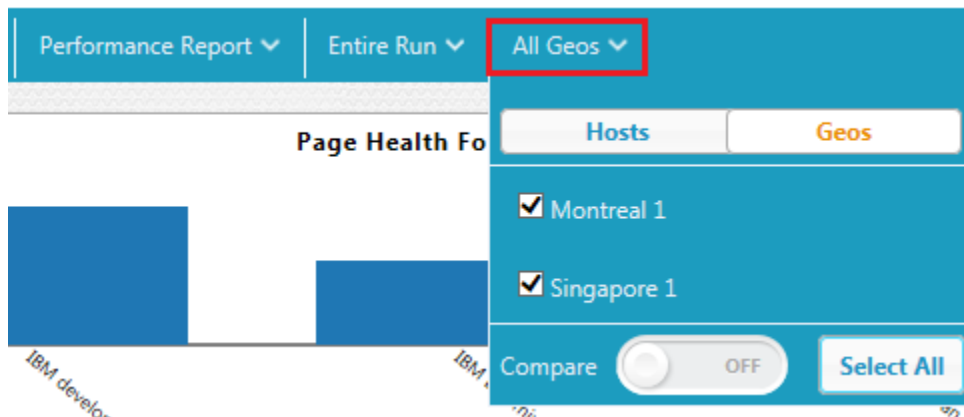 Performance Report Entire Run All Geos
Hosts Geos
Page Health Fo
Montreal 1
Singapore 1
IBM develo
IBM
Compare OFF Select All